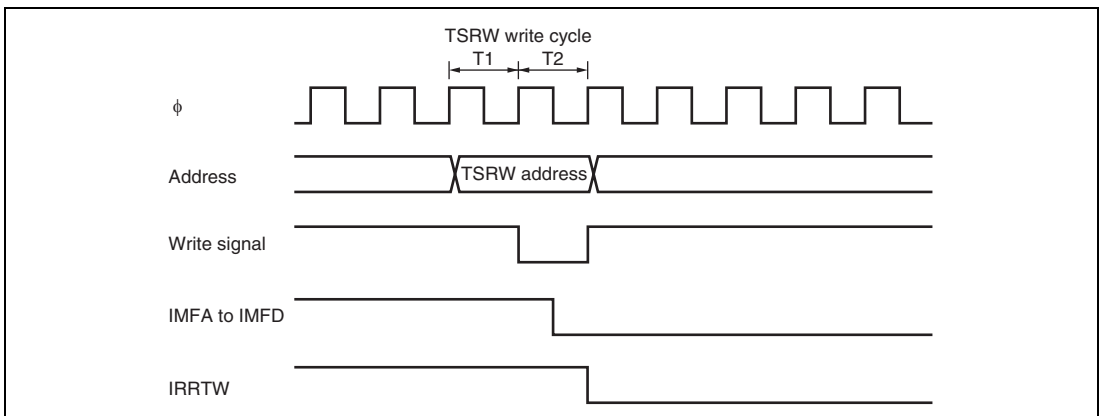 TSRW write cycle
T1 T2
ϕ
Address
TSRW address
Write signal
IMFA to IMFD
IRRTW